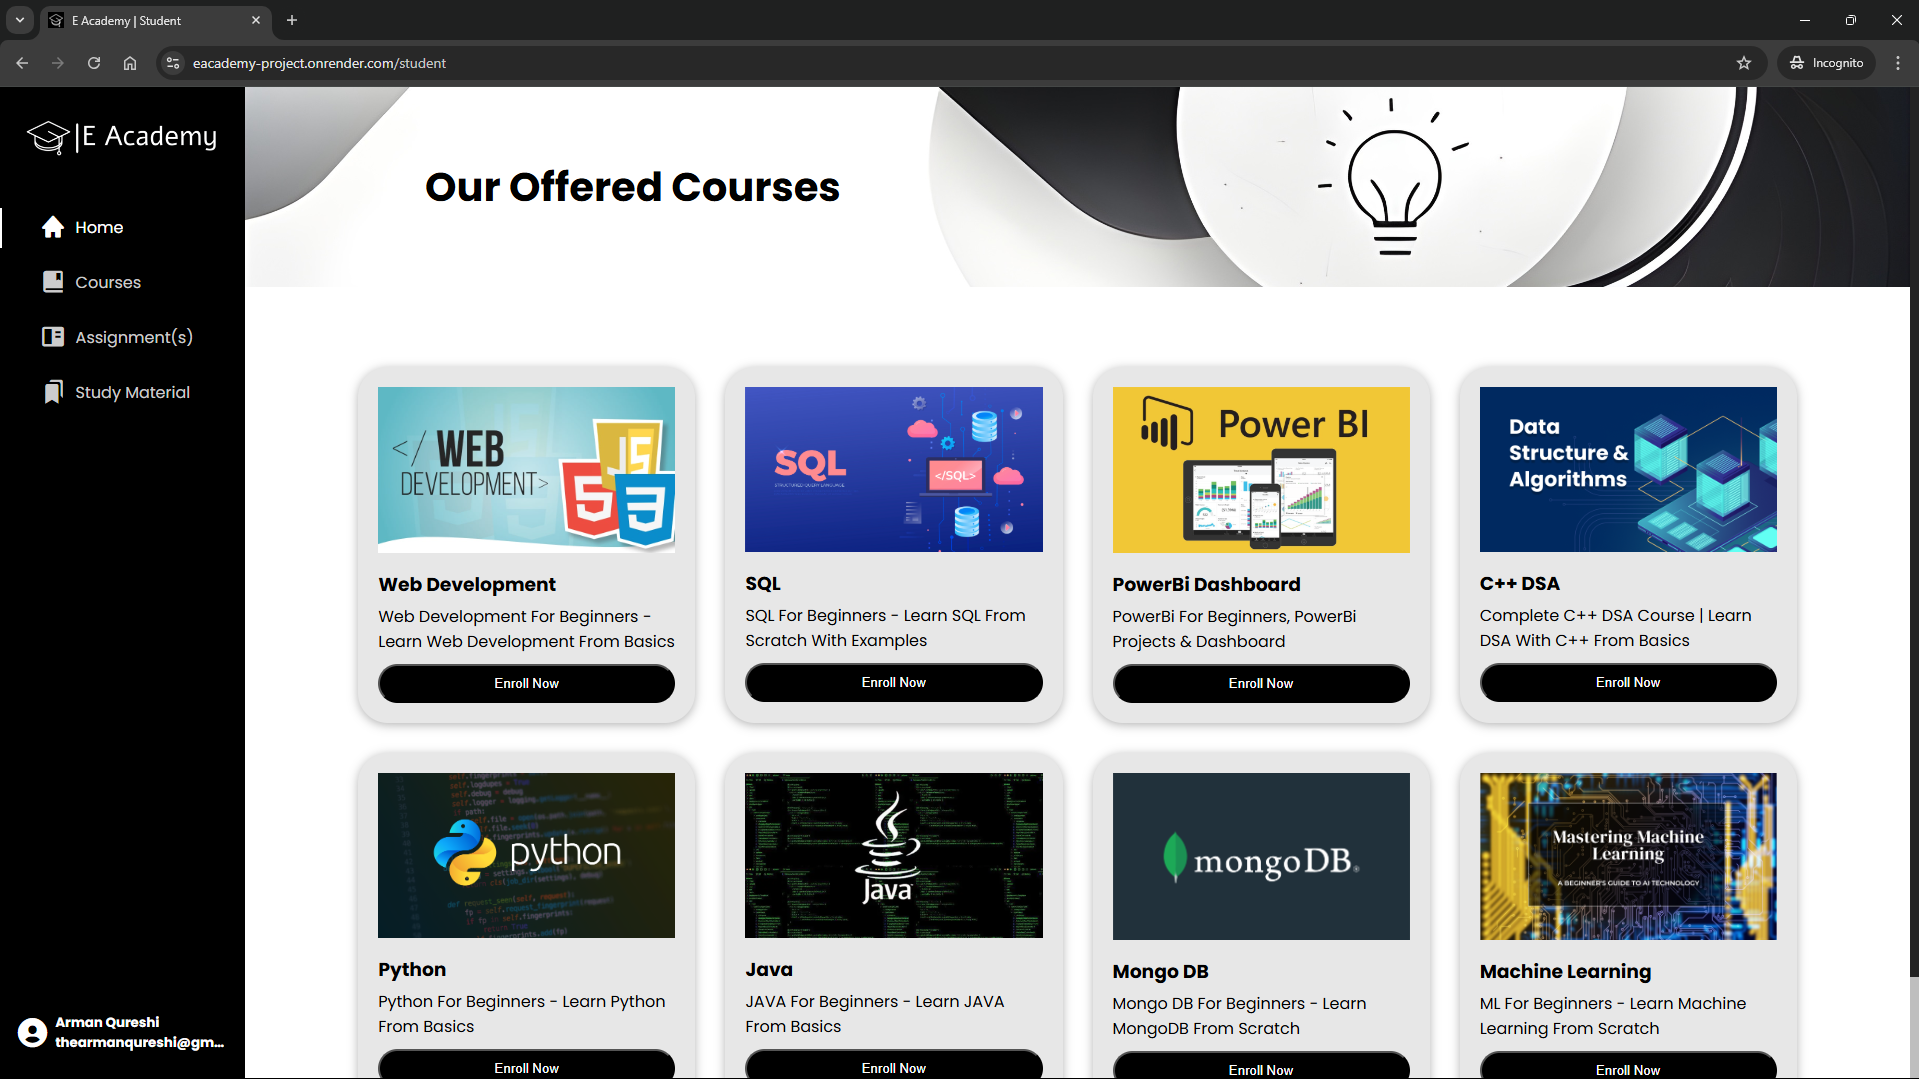 E Academy | Student
eacademy-project.onrender.com/student
Incognito
|E Academy
Home
Courses
Assignment(s)
Study Material
Arman Qureshi
thearmanqureshi@gm...
Our Offered Courses
</ WEB
DEVELOPMENT>
JS
Web Development
Web Development For Beginners -
Learn Web Development From Basics
Enroll Now
SQL
STRUCTURED QUERY LANGUAGE
</SQL>
SQL
SQL For Beginners - Learn SQL From
Scratch With Examples
Enroll Now
Power BI
PowerBi Dashboard
PowerBi For Beginners, PowerBi
Projects & Dashboard
Enroll Now
Data
Structure &
Algorithms
C++ DSA
Complete C++ DSA Course | Learn
DSA With C++ From Basics
Enroll Now
python
Python
Python For Beginners - Learn Python
From Basics
Enroll Now
Java
Java
JAVA For Beginners - Learn JAVA
From Basics
Enroll Now
mongoDB®
Mongo DB
Mongo DB For Beginners - Learn
MongoDB From Scratch
Enroll Now
Mastering Machine
Learning
A BEGINNER'S GUIDE TO AI TECHNOLOGY
Machine Learning
ML For Beginners - Learn Machine
Learning From Scratch
Enroll Now